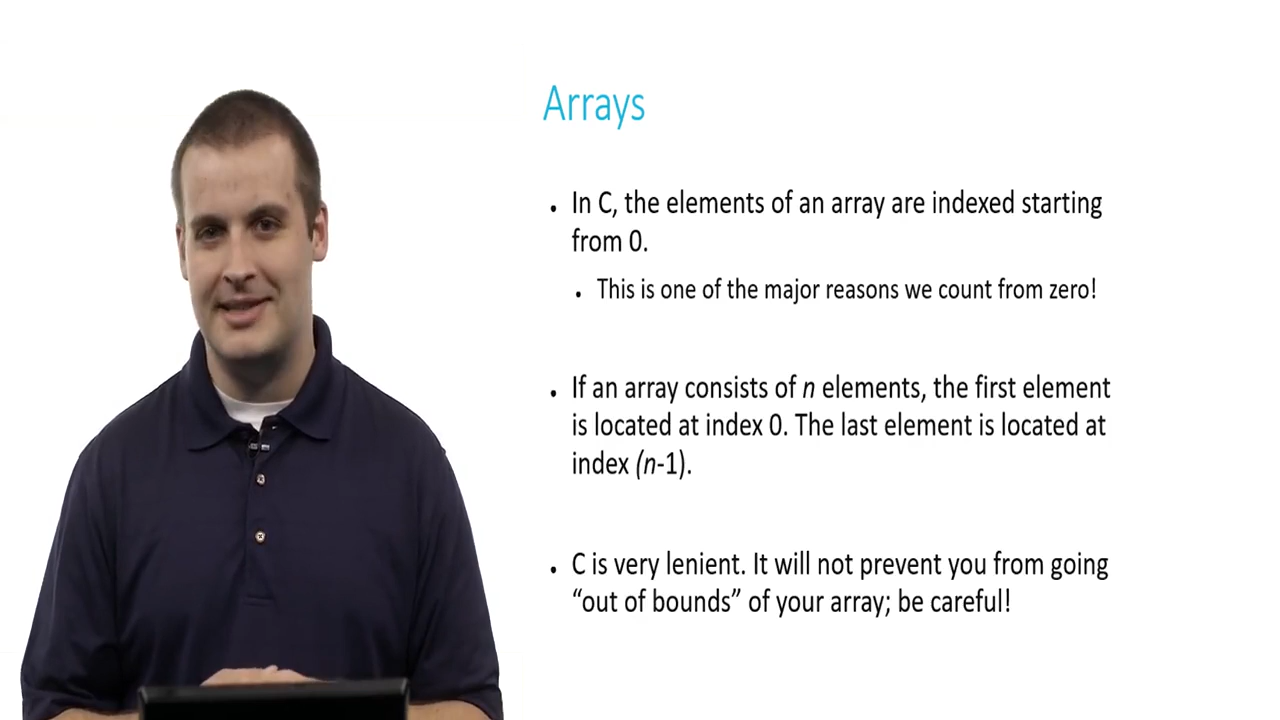 Arrays
• In C, the elements of an array are indexed starting
from 0.
• This is one of the major reasons we count from zero!
• If an array consists of n elements, the first element
is located at index 0. The last element is located at
index (n-1).
• C is very lenient. It will not prevent you from going
“out of bounds” of your array; be careful!